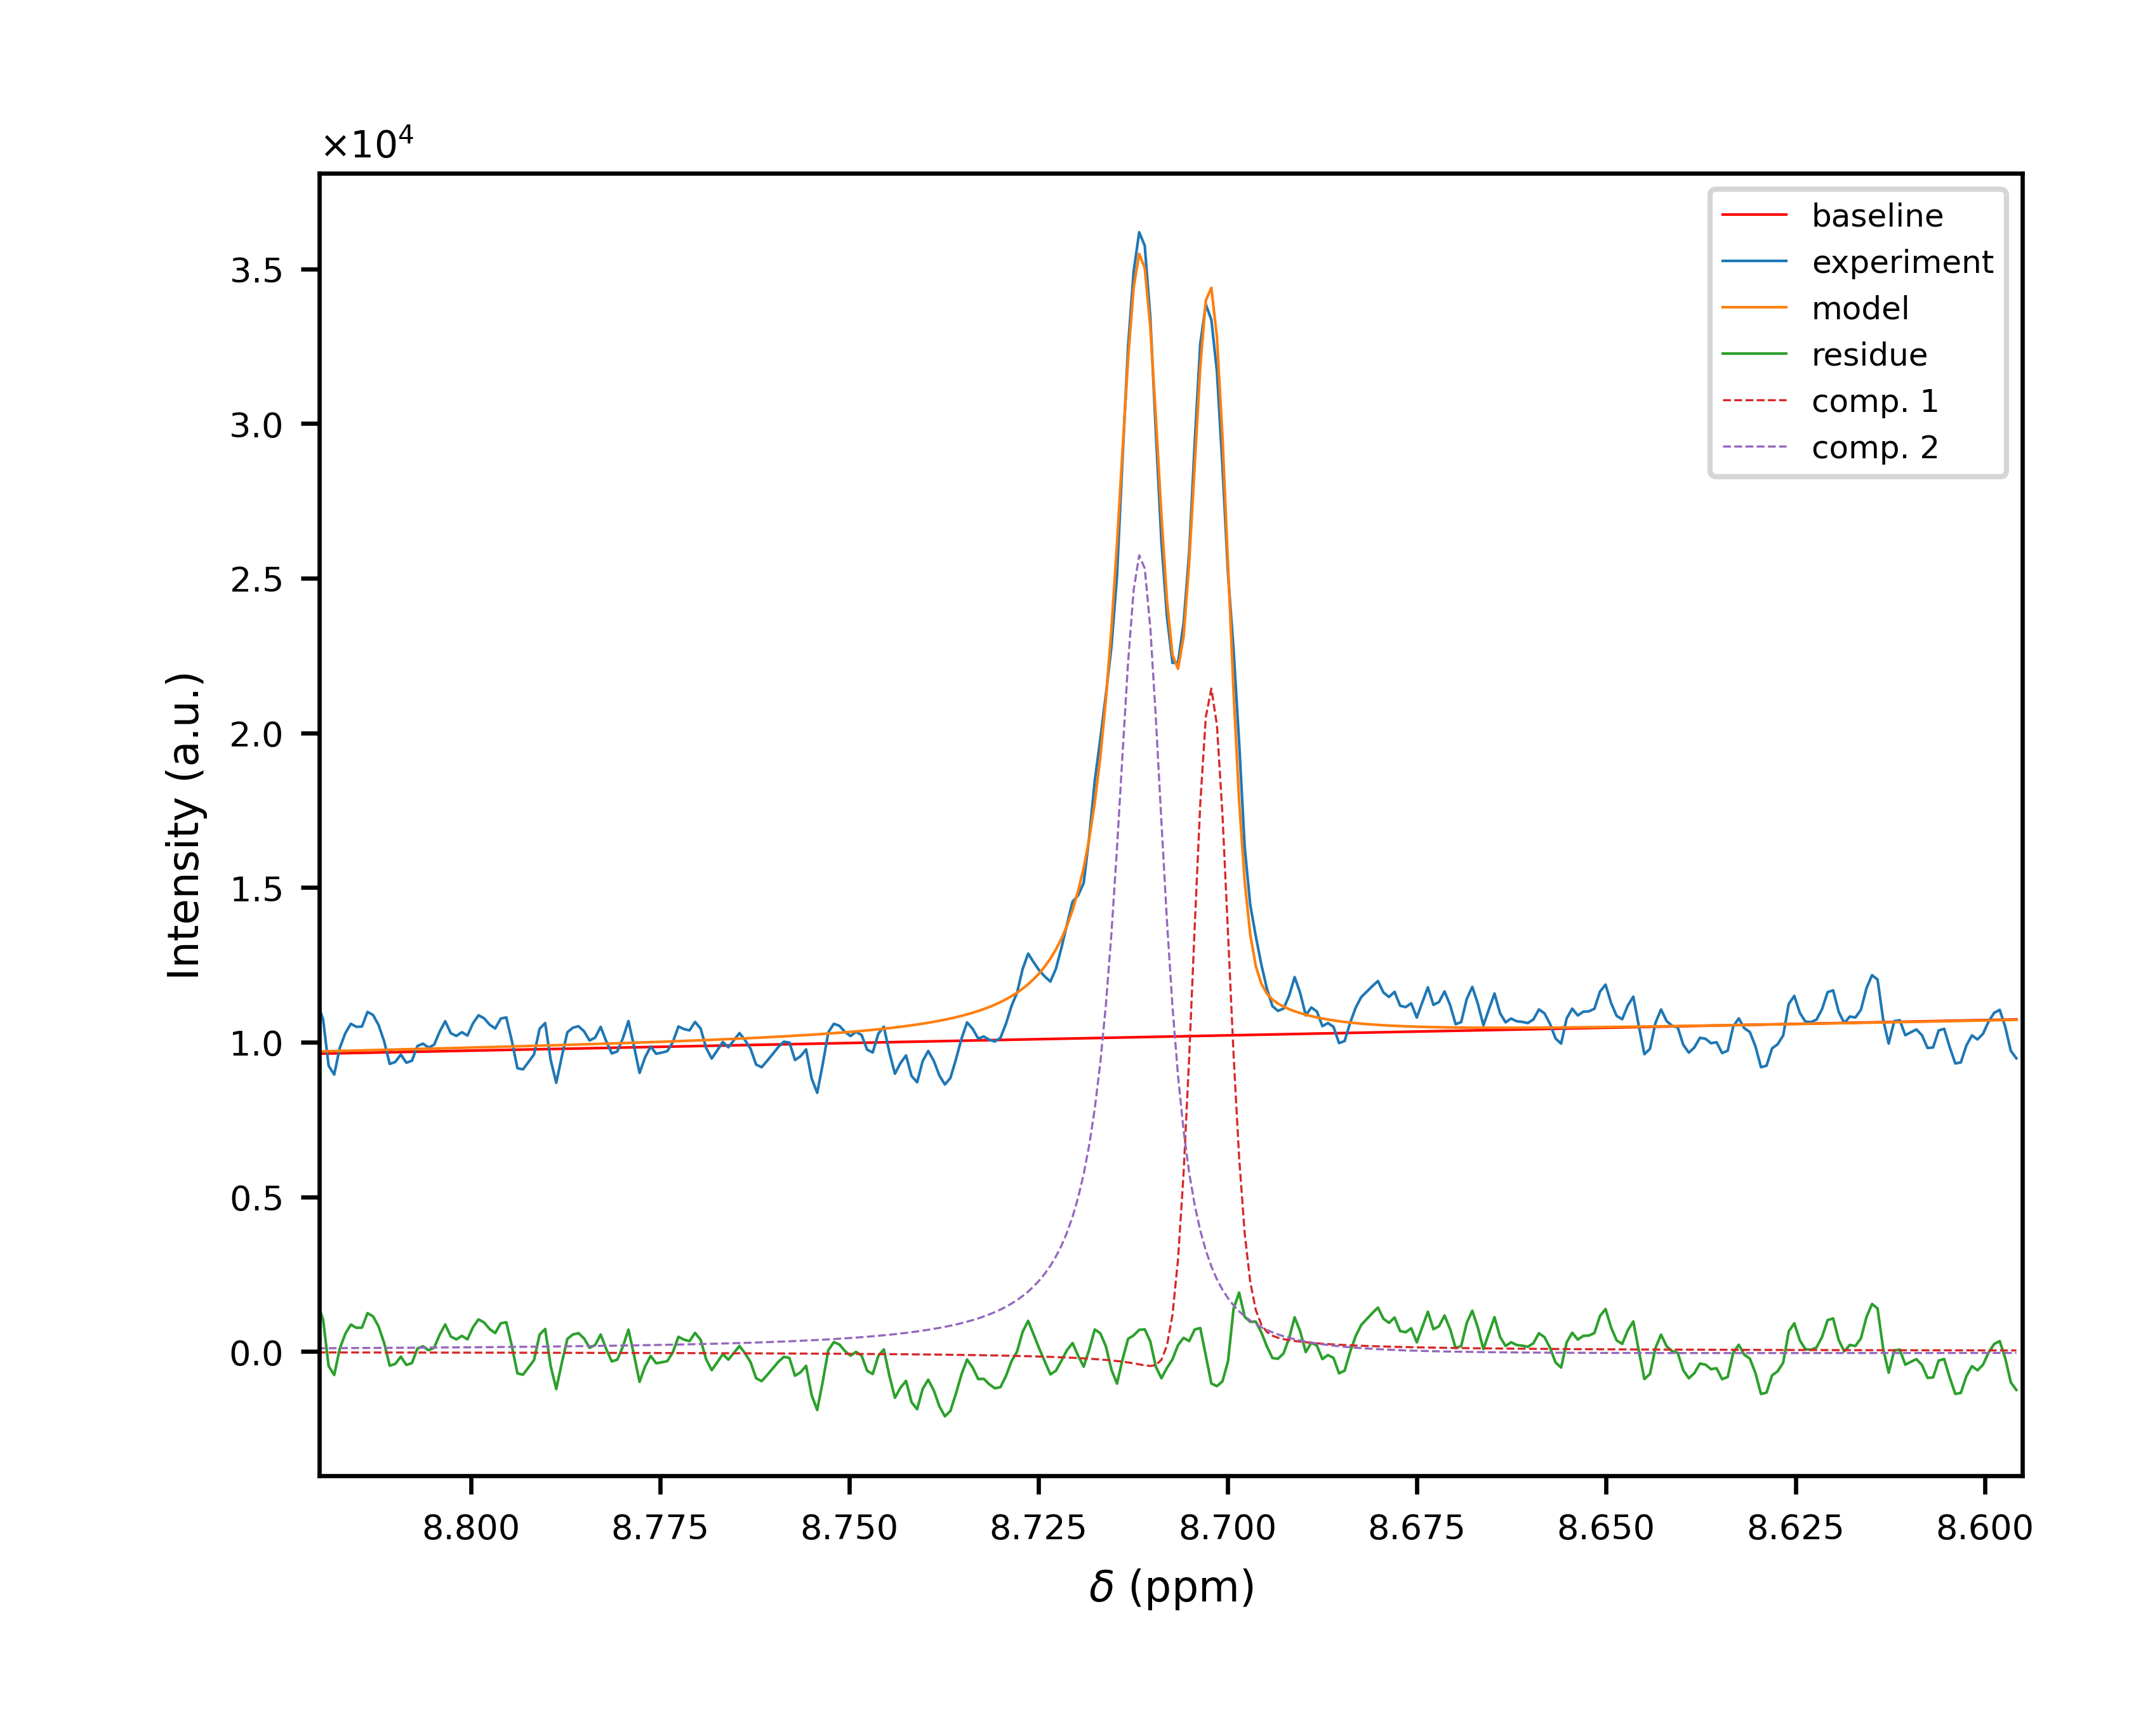 ×10⁴
baseline
experiment
model
residue
comp. 1
comp. 2
3.5
3.0
2.5
2.0
1.5
1.0
0.5
0.0
Intensity (a.u.)
8.800 8.775 8.750 8.725 8.700 8.675 8.650 8.625 8.600
δ (ppm)